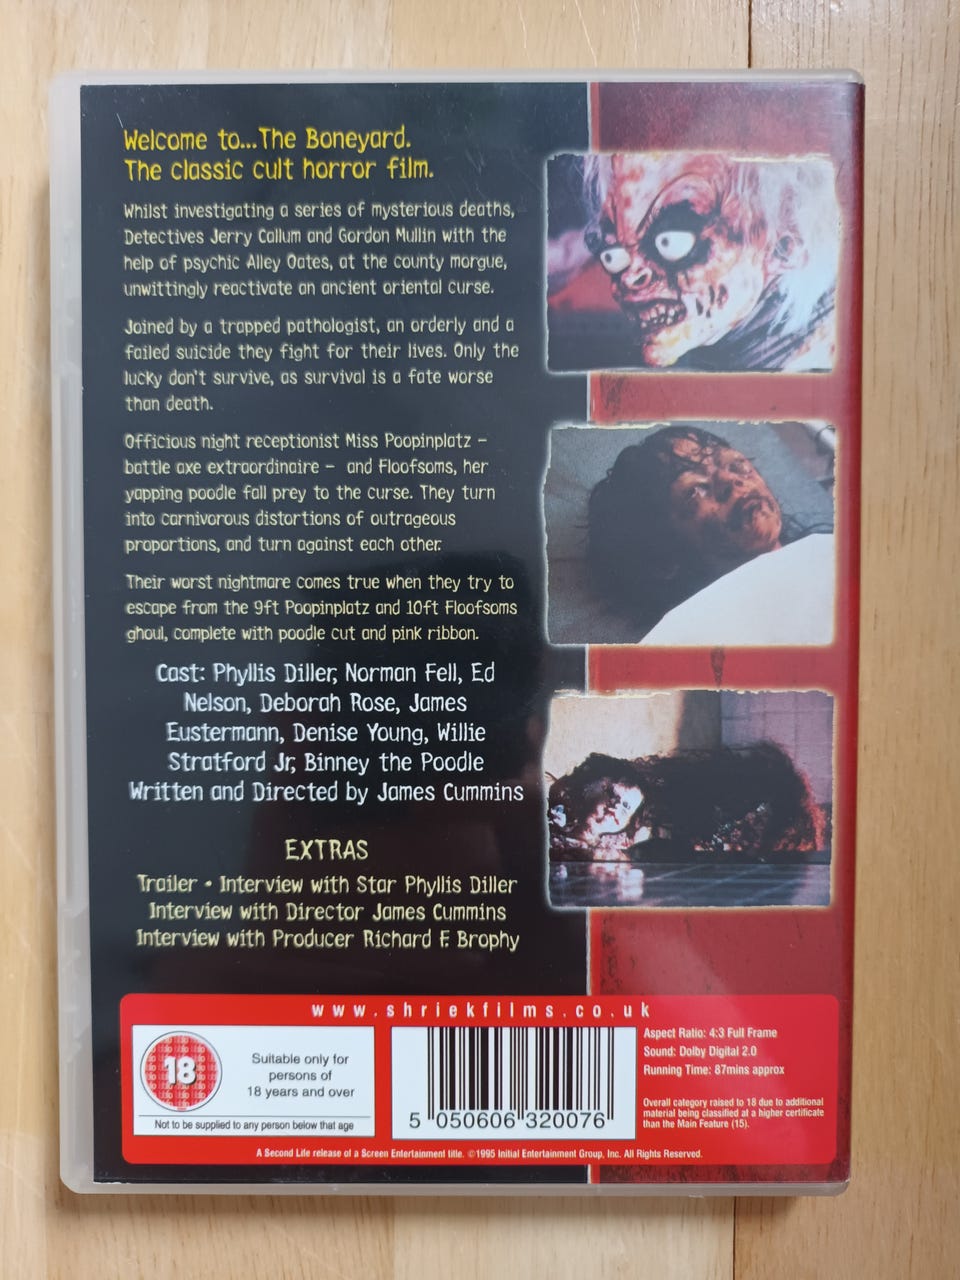 Welcome to...The Boneyard.
The classic cult horror film.
Whilst investigating a series of mysterious deaths,
Detectives Jerry Callum and Gordon Mullin with the
help of psychic Alley Oates, at the county morgue,
unwittingly reactivate an ancient oriental curse.
Joined by a trapped pathologist, an orderly and a
failed suicide they fight for their lives. Only the
lucky don't survive, as survival is a fate worse
than death.
Officious night receptionist Miss Poopinplatz –
battle axe extraordinaire – and Floofsoms, her
yapping poodle fall prey to the curse. They turn
into carnivorous distortions of outrageous
proportions, and turn against each other.
Their worst nightmare comes true when they try to
escape from the 9ft Poopinplatz and 10ft Floofsoms
ghoul, complete with poodle cut and pink ribbon.
Cast: Phyllis Diller, Norman Fell, Ed
Nelson, Deborah Rose, James
Eustermann, Denise Young, Willie
Stratford Jr, Binney the Poodle
Written and Directed by James Cummins
EXTRAS
Trailer • Interview with Star Phyllis Diller
Interview with Director James Cummins
Interview with Producer Richard F. Brophy
www.shriekfilms.co.uk
18
Suitable only for
persons of
18 years and over
Not to be supplied to any person below that age
5 050606 320076
Aspect Ratio: 4:3 Full Frame
Sound: Dolby Digital 2.0
Running Time: 87mins approx
Overall category raised to 18 due to additional
material being classified at a higher certificate
than the Main Feature (15).
A Second Life release of a Screen Entertainment title. ©1995 Initial Entertainment Group, Inc. All Rights Reserved.